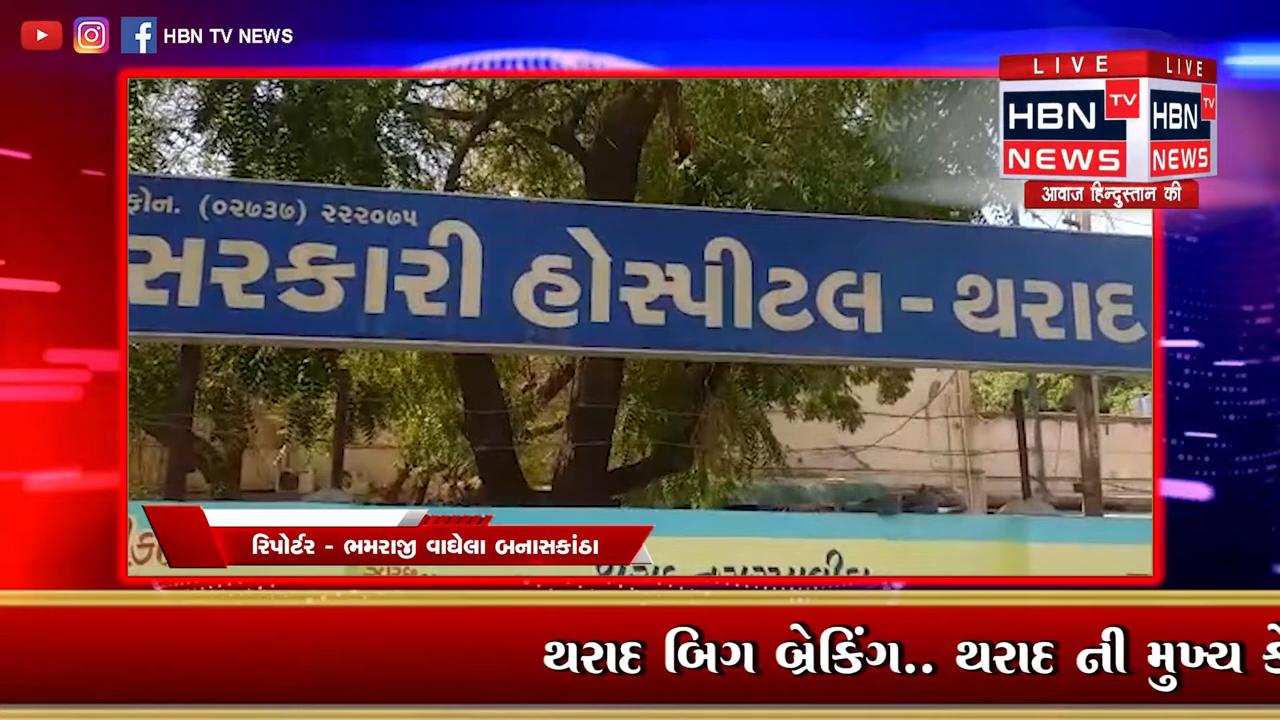 HBN TV NEWS
LIVE LIVE
HBN TV HBN TV
NEWS NEWS
आवाज हिन्दुस्तान की
ફોન. (૦૨૭૩૭) ૨૨૨૦૭૫
સરકારી હોસ્પીટલ - થરાદ
રિપોર્ટર - ભમરાજી વાઘેલા બનાસકાંઠા
થરાદ બિગ બ્રેકિંગ.. થરાદ ની મુખ્ય